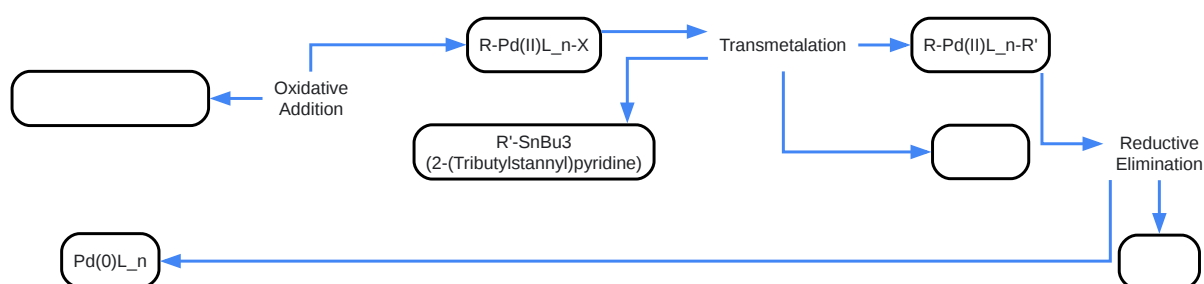 R-Pd(II)L_n-X
Transmetalation
R-Pd(II)L_n-R'
Oxidative
Addition
R'-SnBu3
(2-(Tributylstannyl)pyridine)
Reductive
Elimination
Pd(0)L_n